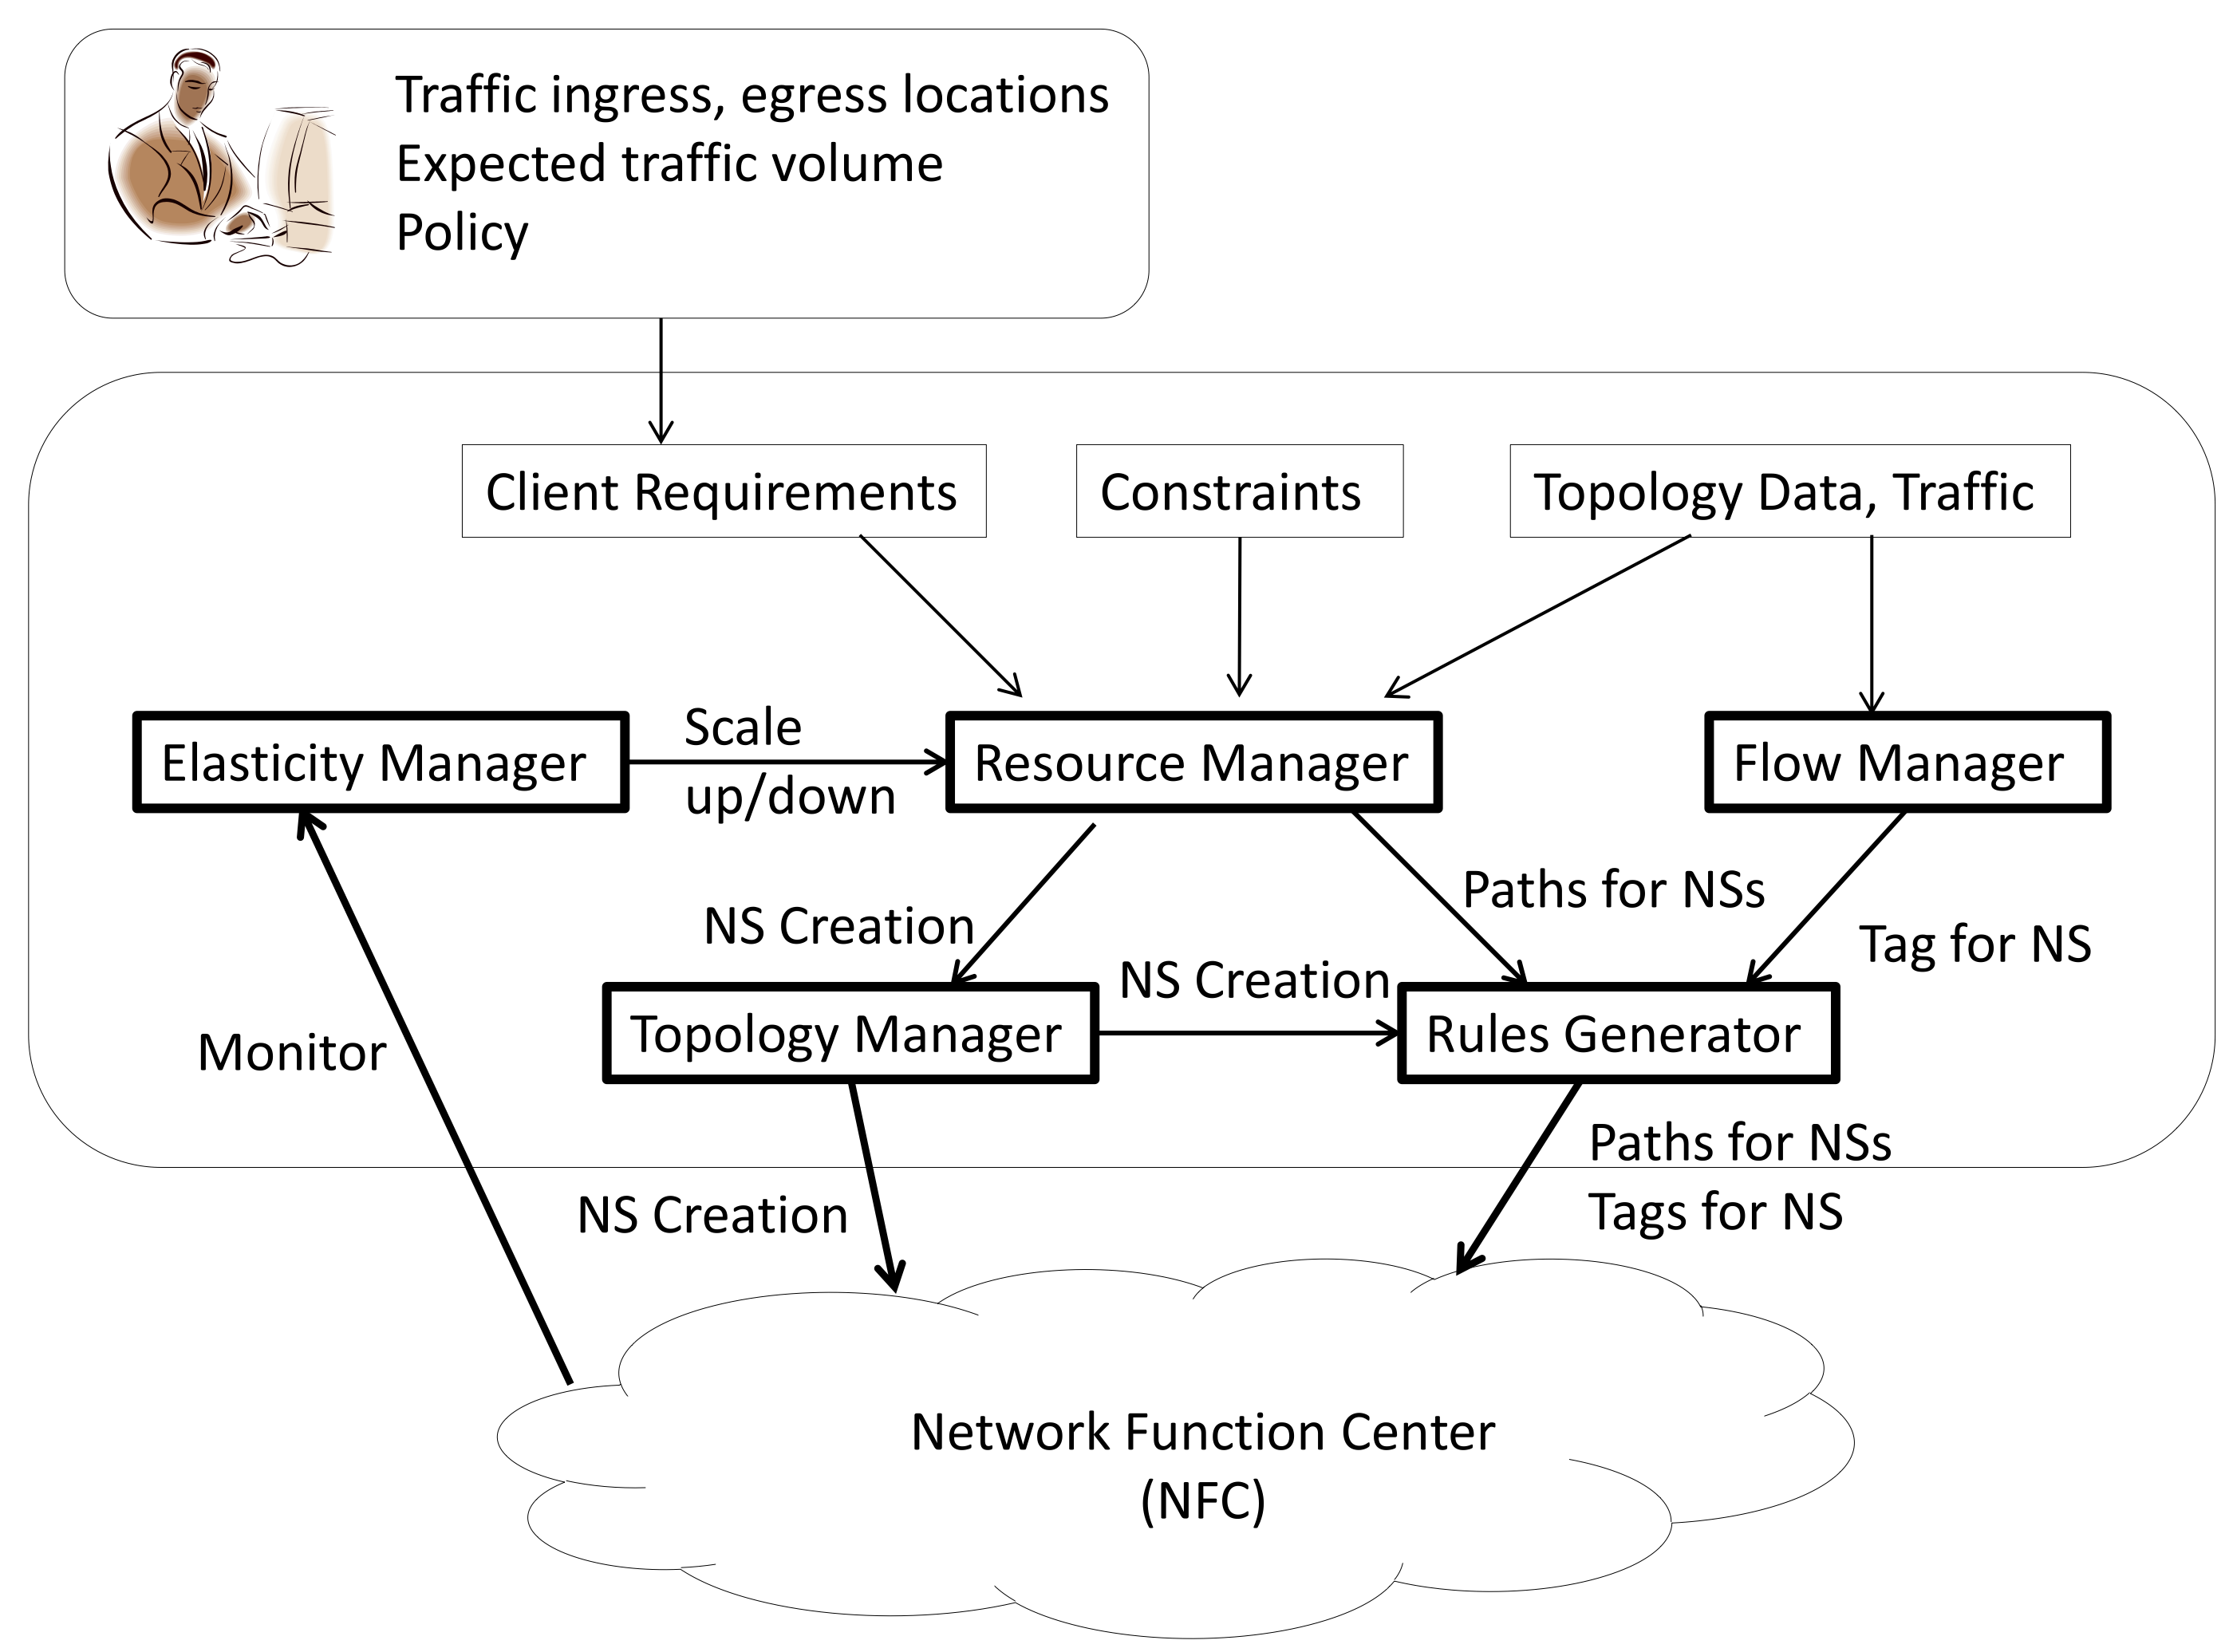 Traffic ingress, egress locations
Expected traffic volume
Policy
Client Requirements
Constraints
Topology Data, Traffic
Elasticity Manager
Scale
up/down
Resource Manager
Flow Manager
NS Creation
Paths for NSs
Tag for NS
Monitor
Topology Manager
NS Creation
Rules Generator
NS Creation
Paths for NSs
Tags for NS
Network Function Center
(NFC)